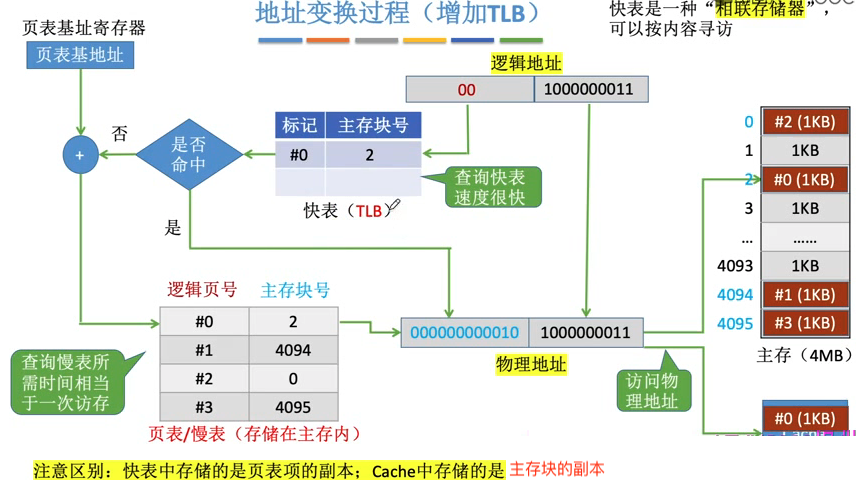 地址变换过程（增加TLB）
快表是一种“相联存储器”，
可以按内容寻访
页表基址寄存器
页表基地址
逻辑地址
00 1000000011
否
+
是否
命中
标记 主存块号
#0 2
查询快表
速度很快
快表（TLB）
是
0 #2 (1KB)
1 1KB
2 #0 (1KB)
3 1KB
... ......
4093 1KB
4094 #1 (1KB)
4095 #3 (1KB)
主存（4MB）
逻辑页号 主存块号
#0 2
#1 4094
#2 0
#3 4095
查询慢表所
需时间相当
于一次访存
页表/慢表（存储在主存内）
000000000010 1000000011
物理地址
访问物
理地址
#0 (1KB)
注意区别：快表中存储的是页表项的副本；Cache中存储的是 主存块的副本